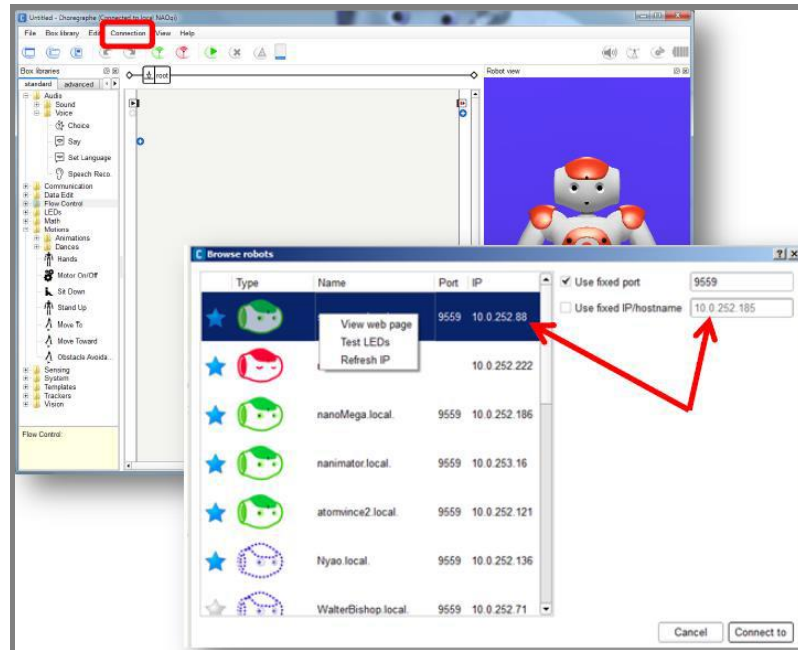 Untitled - Choregraphe (Connected to local NAOqi)
File Box library Edit Connection View Help
Box libraries
root
Robot view
standard advanced
Audio
Sound
Voice
Choice
Say
Set Language
Speech Reco.
Communication
Data Edit
Flow Control
LEDs
Math
Motions
Animations
Dances
Hands
Motor On/Off
Sit Down
Stand Up
Move To
Move Toward
Obstacle Avoida...
Sensing
System
Templates
Trackers
Vision
Flow Control:
Browse robots
Type Name Port IP
Use fixed port 9559
Use fixed IP/hostname 10.0.252.185
9559 10.0.252.88
View web page
Test LEDs
Refresh IP
10.0.252.222
nanoMega.local. 9559 10.0.252.186
nanimator.local. 9559 10.0.253.16
atomvince2.local. 9559 10.0.252.121
Nyao.local. 9559 10.0.252.136
WalterBishop.local. 9559 10.0.252.71
Cancel Connect to